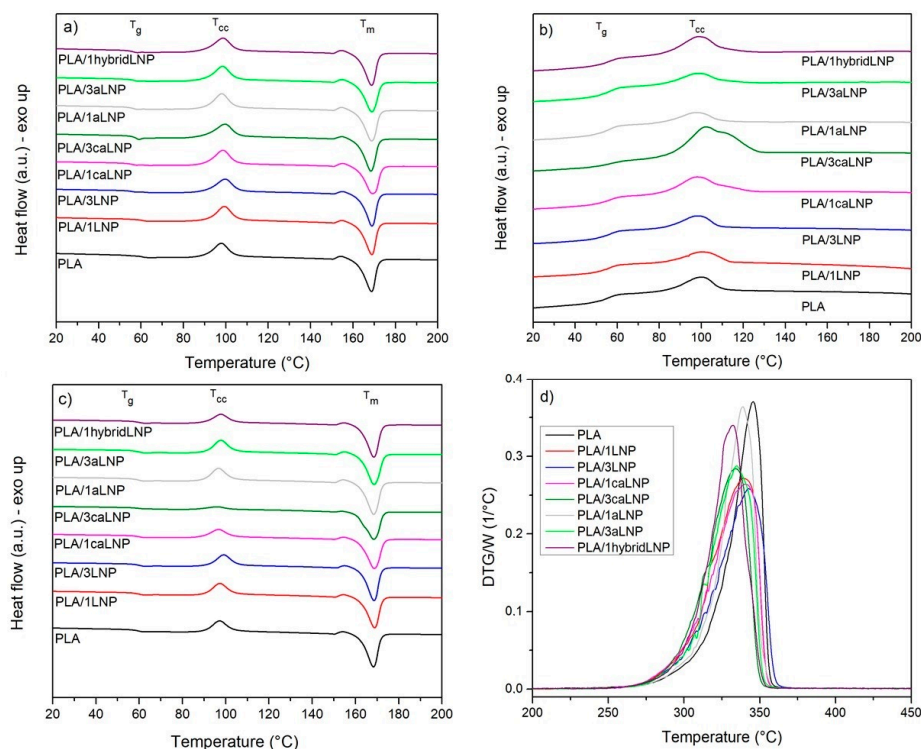 a)
Tg
Tcc
Tm
PLA/1hybridLNP
PLA/3aLNP
PLA/1aLNP
PLA/3caLNP
PLA/1caLNP
PLA/3LNP
PLA/1LNP
PLA
Heat flow (a.u.) - exo up
20 40 60 80 100 120 140 160 180 200
Temperature (°C)
b)
Tg
Tcc
PLA/1hybridLNP
PLA/3aLNP
PLA/1aLNP
PLA/3caLNP
PLA/1caLNP
PLA/3LNP
PLA/1LNP
PLA
Heat flow (a.u.) - exo up
20 40 60 80 100 120 140 160 180 200
Temperature (°C)
c)
Tg
Tcc
Tm
PLA/1hybridLNP
PLA/3aLNP
PLA/1aLNP
PLA/3caLNP
PLA/1caLNP
PLA/3LNP
PLA/1LNP
PLA
Heat flow (a.u.) - exo up
20 40 60 80 100 120 140 160 180 200
Temperature (°C)
d)
0.4
0.3
0.2
0.1
0.0
DTG/W (1/°C)
PLA
PLA/1LNP
PLA/3LNP
PLA/1caLNP
PLA/3caLNP
PLA/1aLNP
PLA/3aLNP
PLA/1hybridLNP
200 250 300 350 400 450
Temperature (°C)